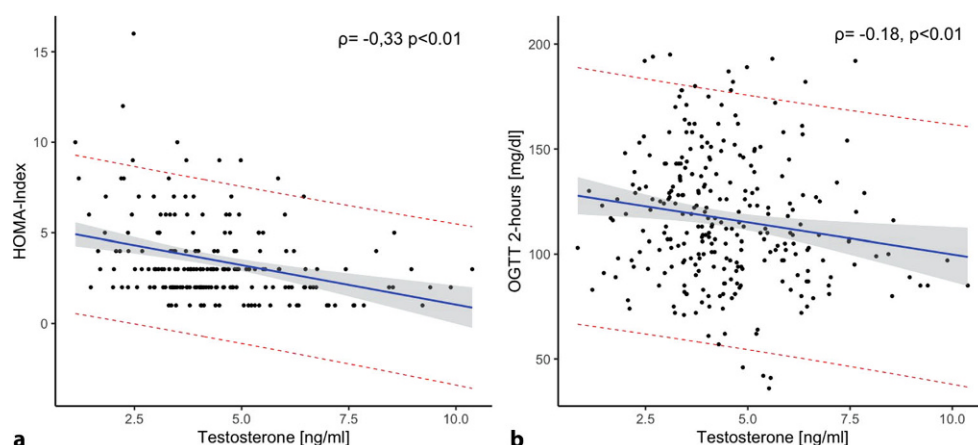 ρ= -0,33 p<0.01
HOMA-Index
15
10
5
0
2.5 5.0 7.5 10.0
Testosterone [ng/ml]
a
ρ= -0.18, p<0.01
OGTT 2-hours [mg/dl]
200
150
100
50
2.5 5.0 7.5 10.0
Testosterone [ng/ml]
b